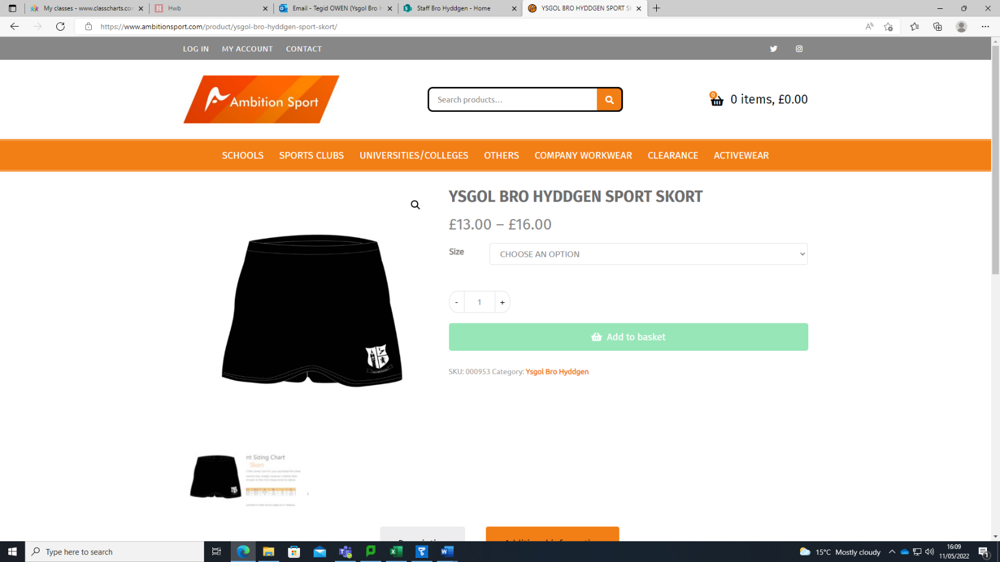 My classes - www.classcharts.co
Hwb
Email - Tegid OWEN (Ysgol Bro H
Staff Bro Hyddgen - Home
YSGOL BRO HYDDGEN SPORT S
https://www.ambitionsport.com/product/ysgol-bro-hyddgen-sport-skort/
LOG IN MY ACCOUNT CONTACT
Ambition Sport
Search products...
0
0 items, £0.00
SCHOOLS SPORTS CLUBS UNIVERSITIES/COLLEGES OTHERS COMPANY WORKWEAR CLEARANCE ACTIVEWEAR
YSGOL BRO HYDDGEN SPORT SKORT
£13.00 – £16.00
Size CHOOSE AN OPTION
- 1 +
Add to basket
SKU: 000953 Category: Ysgol Bro Hyddgen
nt Sizing Chart
Skort
Type here to search
15°C Mostly cloudy
16:09
11/05/2022
1